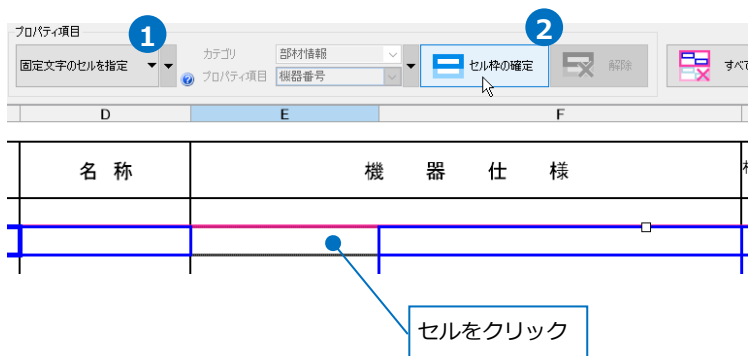 プロパティ項目
1
2
固定文字のセルを指定
カテゴリ
部材情報
プロパティ項目
機器番号
セル枠の確定
解除
すべて
D
E
F
名 称
機 器 仕 様
セルをクリック